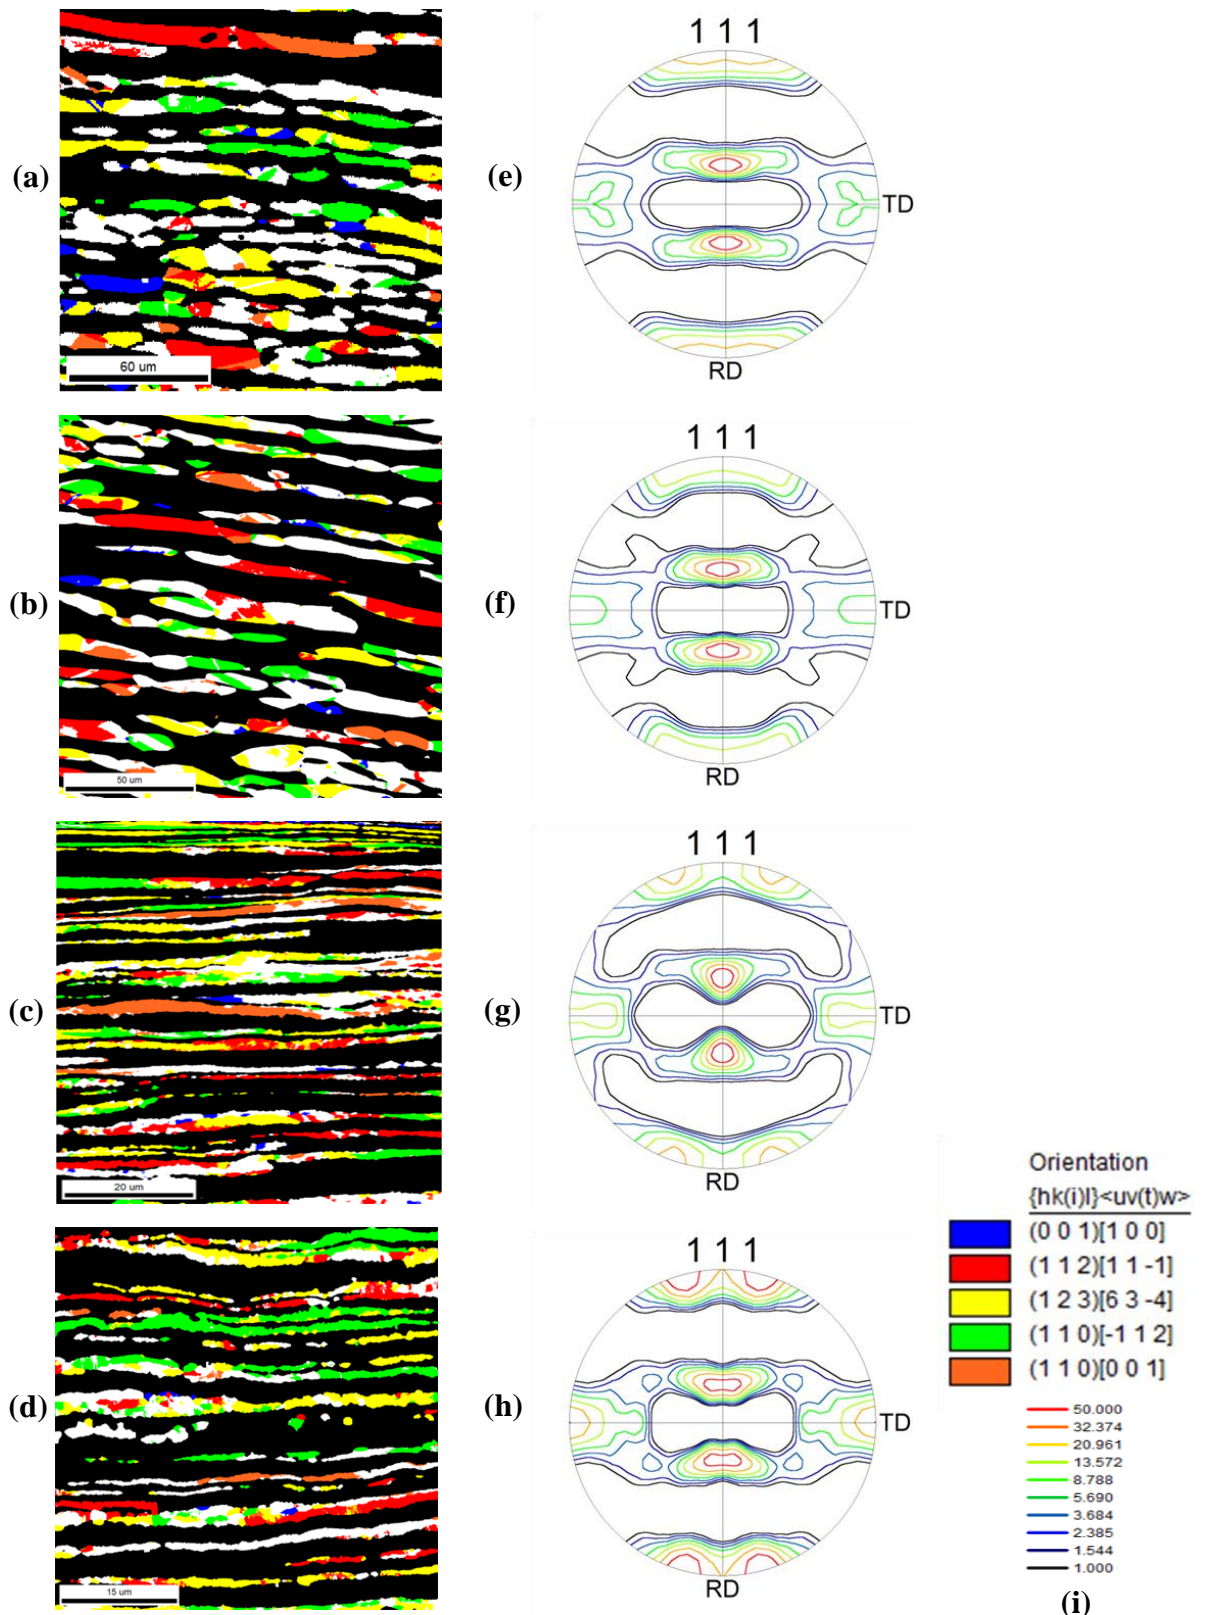 (a)
60 um
(e)
1 1 1
TD
RD
(b)
50 um
(f)
1 1 1
TD
RD
(c)
20 um
(g)
1 1 1
TD
RD
(d)
15 um
(h)
1 1 1
TD
RD
Orientation
{hk(i)l}<uv(t)w>
(0 0 1)[1 0 0]
(1 1 2)[1 1 -1]
(1 2 3)[6 3 -4]
(1 1 0)[-1 1 2]
(1 1 0)[0 0 1]
50.000
32.374
20.961
13.572
8.788
5.690
3.684
2.385
1.544
1.000
(i)